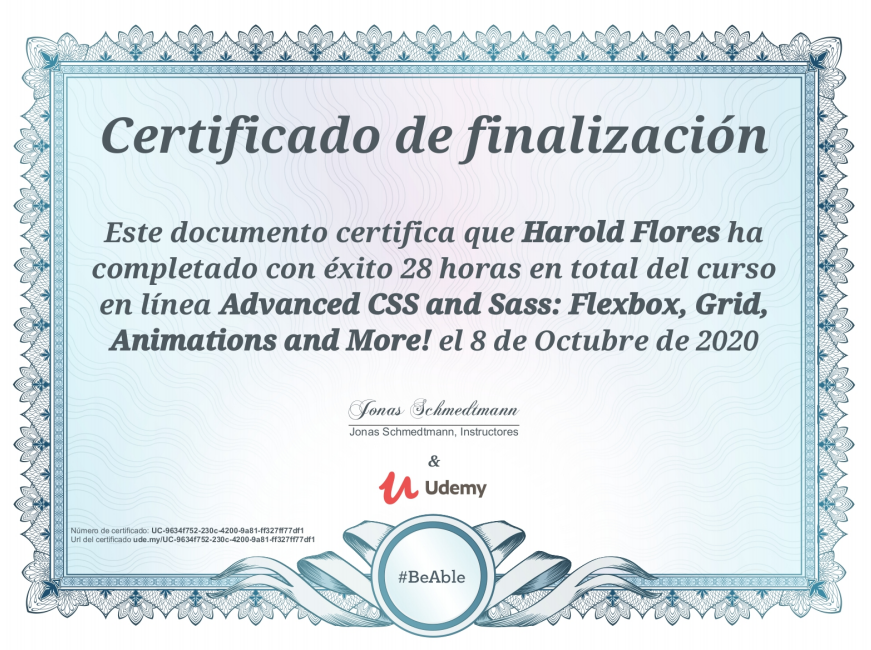 Certificado de finalización
Este documento certifica que Harold Flores ha
completado con éxito 28 horas en total del curso
en línea Advanced CSS and Sass: Flexbox, Grid,
Animations and More! el 8 de Octubre de 2020
Jonas Schmedtmann
Jonas Schmedtmann, Instructores
&
Udemy
Número de certificado: UC-9634f752-230c-4200-9a81-ff327ff77df1
Url del certificado ude.my/UC-9634f752-230c-4200-9a81-ff327ff77df1
#BeAble